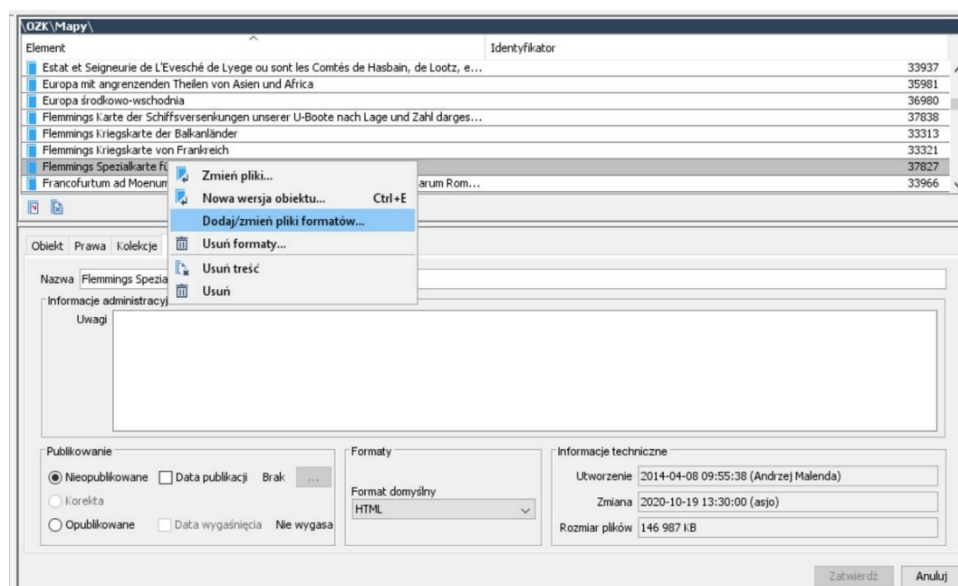 \OZK\Mapy\
Element Identyfikator
Estat et Seigneurie de L'Evesché de Lyege ou sont les Comtés de Hasbain, de Lootz, e... 33937
Europa mit angrenzenden Theilen von Asien und Africa 35981
Europa środkowo-wschodnia 36980
Flemmings Karte der Schiffsversenkungen unserer U-Boote nach Lage und Zahl darges... 37838
Flemmings Kriegskarte der Balkanländer 33313
Flemmings Kriegskarte von Frankreich 33321
Flemmings Spezialkarte fü 37827
Francofurtum ad Moenum arum Rom... 33966
Zmień pliki...
Nowa wersja obiektu... Ctrl+E
Dodaj/zmień pliki formatów...
Usuń formaty...
Usuń treść
Usuń
Obiekt Prawa Kolekcje
Nazwa Flemmings Spezia
Informacje administracyj
Uwagi
Publikowanie Formaty Informacje techniczne
Nieopublikowane Data publikacji Brak ... Utworzenie 2014-04-08 09:55:38 (Andrzej Malenda)
Korekta Format domyślny Zmiana 2020-10-19 13:30:00 (asjo)
HTML
Opublikowane Data wygaśnięcia Nie wygasa Rozmiar plików 146 987 KB
Zatwierdź Anuluj